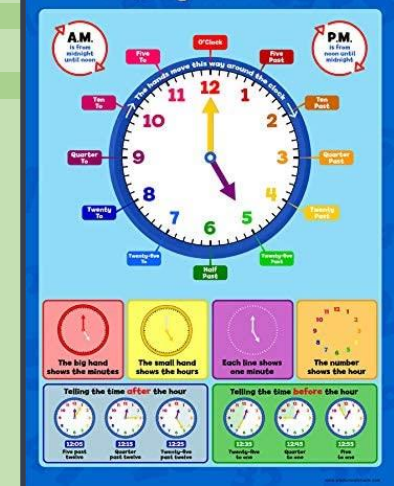 A.M.
is from
midnight
until noon
P.M.
is from
noon until
midnight
O'Clock
Five
To
Five
Past
The hands move this way around the clock
Ten
To
Ten
Past
Quarter
To
Quarter
Past
Twenty
To
Twenty
Past
Twenty-five
To
Twenty-five
Past
Half
Past
12
1
2
3
4
5
6
7
8
9
10
11
The big hand
shows the minutes
The small hand
shows the hours
Each line shows
one minute
The number
shows the hour
Telling the time after the hour
12:05
Five past
twelve
12:15
Quarter
past twelve
12:25
Twenty-five
past twelve
Telling the time before the hour
12:35
Twenty-five
to one
12:45
Quarter
to one
12:55
Five
to one